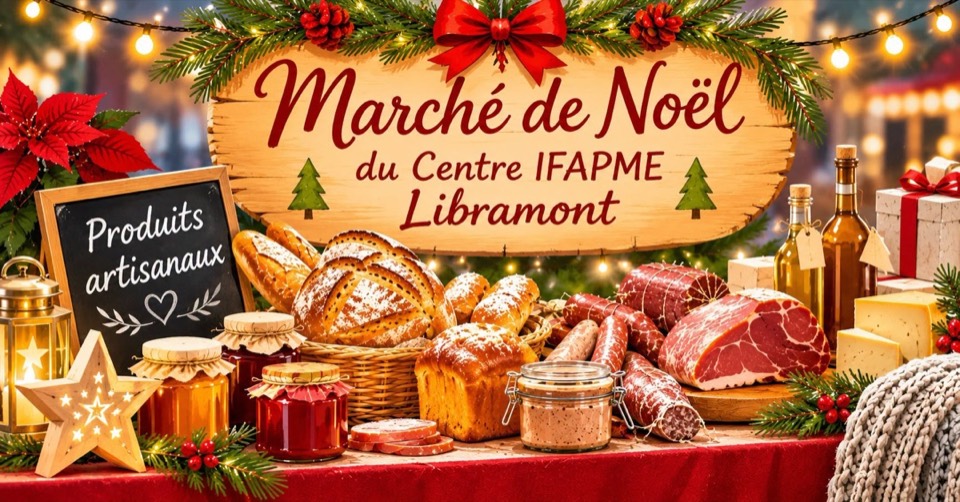 Marché de Noël
du Centre IFAPME
Libramont
Produits
artisanaux